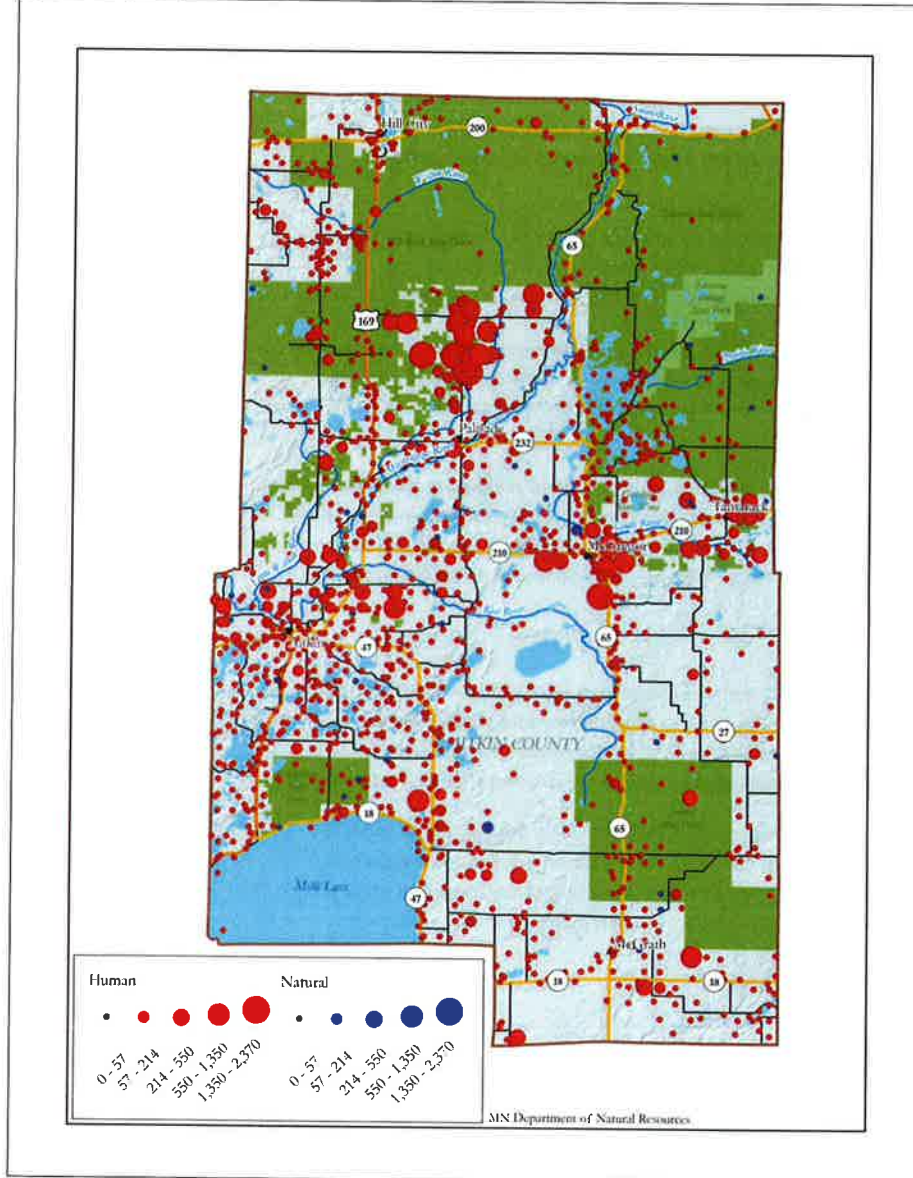 Hill City
200
65
169
Palisade
232
Tamarack
210
McGregor
210
65
Aitkin
47
27
AITKIN COUNTY
18
65
Mille Lacs
47
McGrath
18
18
Human
Natural
0 - 57
57 - 214
214 - 550
550 - 1,350
1,350 - 2,370
0 - 57
57 - 214
214 - 550
550 - 1,350
1,350 - 2,370
MN Department of Natural Resources